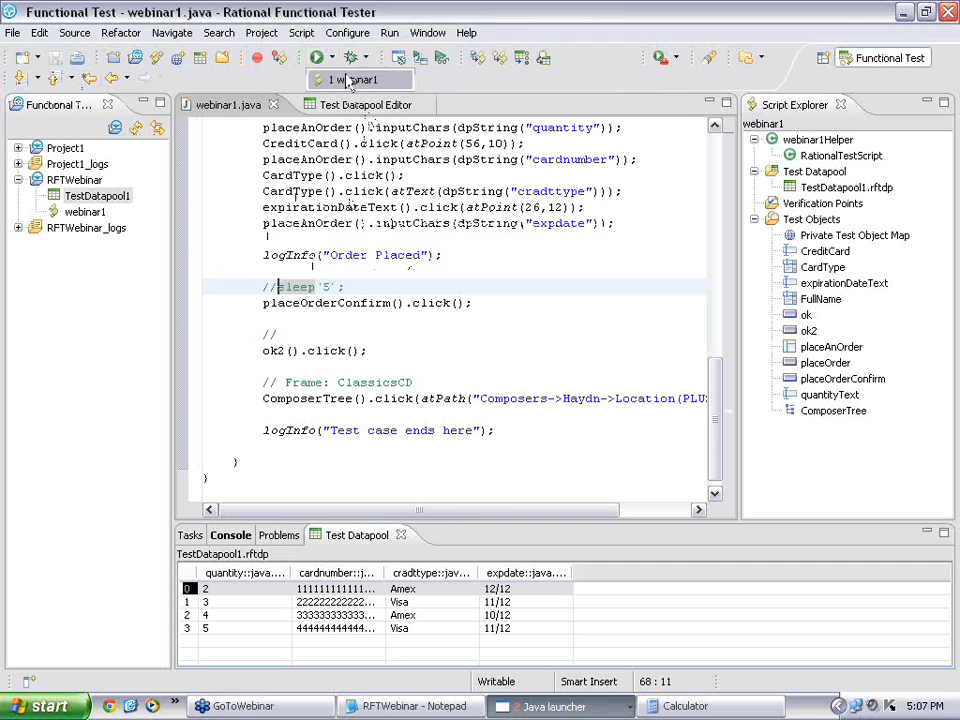 Functional Test - webinar1.java - Rational Functional Tester
File Edit Source Refactor Navigate Search Project Script Configure Run Window Help
Functional Test
1 webinar1
Functional T...
webinar1.java
Test Datapool Editor
Script Explorer
Project1
Project1_logs
RFTWebinar
TestDatapool1
webinar1
RFTWebinar_logs
placeAnOrder().inputChars(dpString("quantity"));
CreditCard().click(atPoint(56,10));
placeAnOrder().inputChars(dpString("cardnumber"));
CardType().click();
CardType().click(atText(dpString("cradttype")));
expirationDateText().click(atPoint(26,12));
placeAnOrder().inputChars(dpString("expdate"));
logInfo("Order Placed");
//sleep'5';
placeOrderConfirm().click();
//
ok2().click();
// Frame: ClassicsCD
ComposerTree().click(atPath("Composers->Haydn->Location(PLUS
logInfo("Test case ends here");
}
}
webinar1
webinar1Helper
RationalTestScript
Test Datapool
TestDatapool1.rftdp
Verification Points
Test Objects
Private Test Object Map
CreditCard
CardType
expirationDateText
FullName
ok
ok2
placeAnOrder
placeOrder
placeOrderConfirm
quantityText
ComposerTree
Tasks Console Problems Test Datapool
TestDatapool1.rftdp
quantity::java.... cardnumber::j... cradttype::jav... expdate::java....
0 2 111111111111... Amex 12/12
1 3 222222222222... Visa 11/12
2 4 333333333333... Amex 10/12
3 5 444444444444... Visa 11/12
Writable Smart Insert 68 : 11
start GoToWebinar RFTWebinar - Notepad 2 Java launcher Calculator 5:07 PM